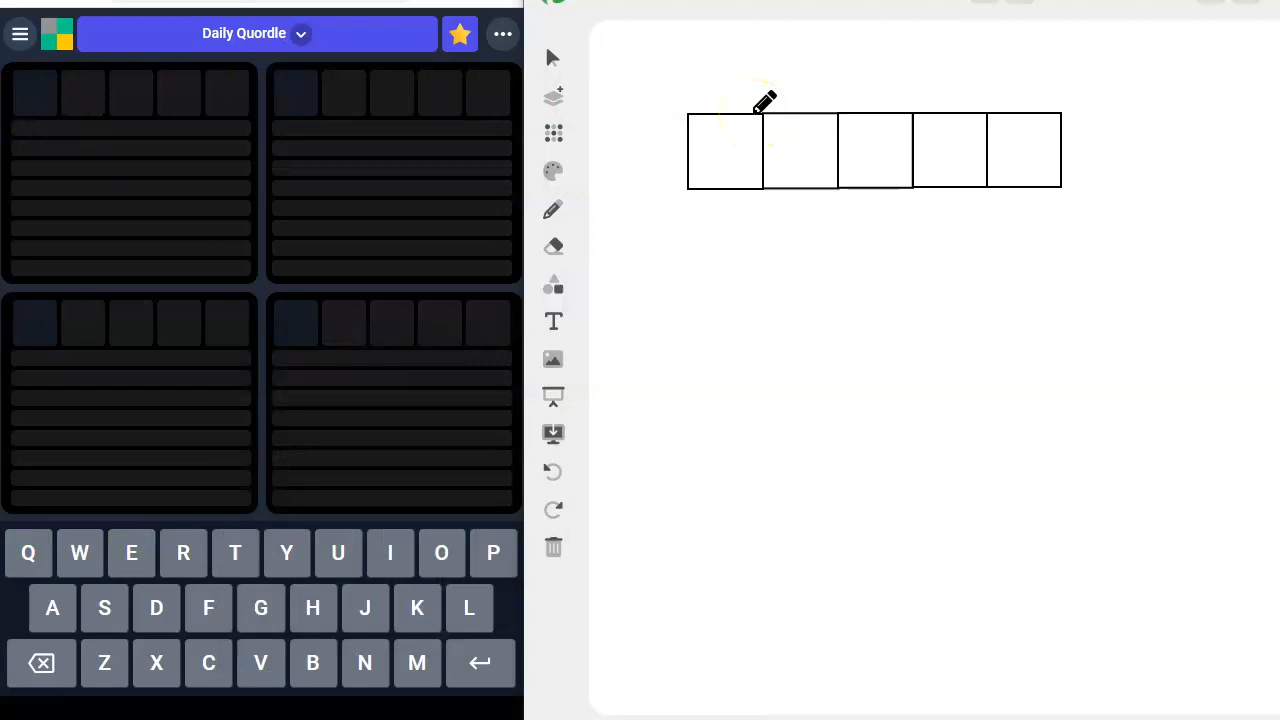 Daily Quordle
Q W E R T Y U I O P
A S D F G H J K L
Z X C V B N M
T